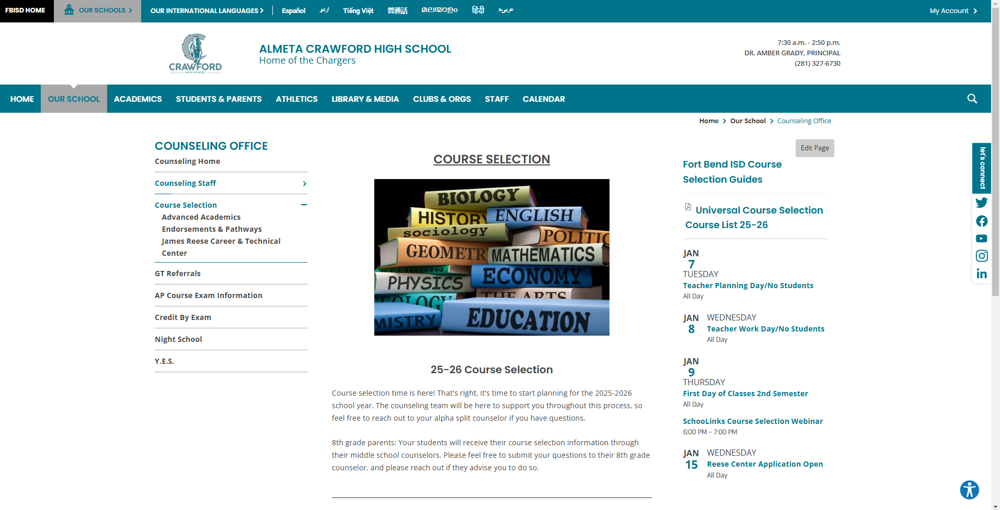 FBISD HOME
OUR SCHOOLS
OUR INTERNATIONAL LANGUAGES
Español
اردو
Tiếng Việt
普通話
മലയാളം
हिंदी
عربى>
My Account
CRAWFORD
HIGH SCHOOL
ALMETA CRAWFORD HIGH SCHOOL
Home of the Chargers
7:30 a.m. - 2:50 p.m.
DR. AMBER GRADY, PRINCIPAL
(281) 327-6730
HOME
OUR SCHOOL
ACADEMICS
STUDENTS & PARENTS
ATHLETICS
LIBRARY & MEDIA
CLUBS & ORGS
STAFF
CALENDAR
Home > Our School > Counseling Office
COUNSELING OFFICE
Counseling Home
Counseling Staff
Course Selection
Advanced Academics
Endorsements & Pathways
James Reese Career & Technical
Center
GT Referrals
AP Course Exam Information
Credit By Exam
Night School
Y.E.S.
COURSE SELECTION
BIOLOGY
HISTORY
ENGLISH
sociology
POLITIC
GEOMETR
MATHEMATICS
RELIGION
ECONOMY
PHYSICS
THE ARTS
OLOGY
MISTRY
EDUCATION
25-26 Course Selection
Course selection time is here! That's right, it's time to start planning for the 2025-2026
school year. The counseling team will be here to support you throughout this process, so
feel free to reach out to your alpha split counselor if you have questions.
8th grade parents: Your students will receive their course selection information through
their middle school counselors. Please feel free to submit your questions to their 8th grade
counselor, and please reach out if they advise you to do so.
Edit Page
Fort Bend ISD Course
Selection Guides
Universal Course Selection
Course List 25-26
JAN
7
TUESDAY
Teacher Planning Day/No Students
All Day
JAN
8
WEDNESDAY
Teacher Work Day/No Students
All Day
JAN
9
THURSDAY
First Day of Classes 2nd Semester
All Day
SchooLinks Course Selection Webinar
6:00 PM - 7:00 PM
JAN
15
WEDNESDAY
Reese Center Application Open
All Day
let's connect